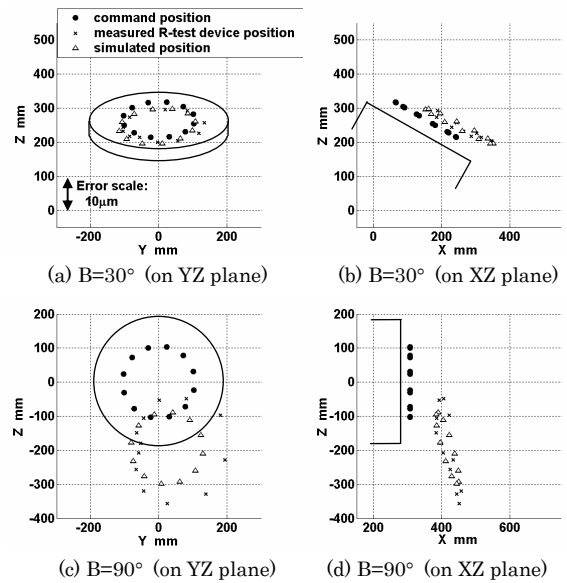 ● command position
× measured R-test device position
△ simulated position
500
400
300
200
100
0
Z mm
Error scale:
10μm
-200 0 200
Y mm
(a) B=30° (on YZ plane)
500
400
300
200
100
0
Z mm
0 200 400
X mm
(b) B=30° (on XZ plane)
200
100
0
-100
-200
-300
-400
Z mm
-200 0 200
Y mm
(c) B=90° (on YZ plane)
200
100
0
-100
-200
-300
-400
Z mm
200 400 600
X mm
(d) B=90° (on XZ plane)